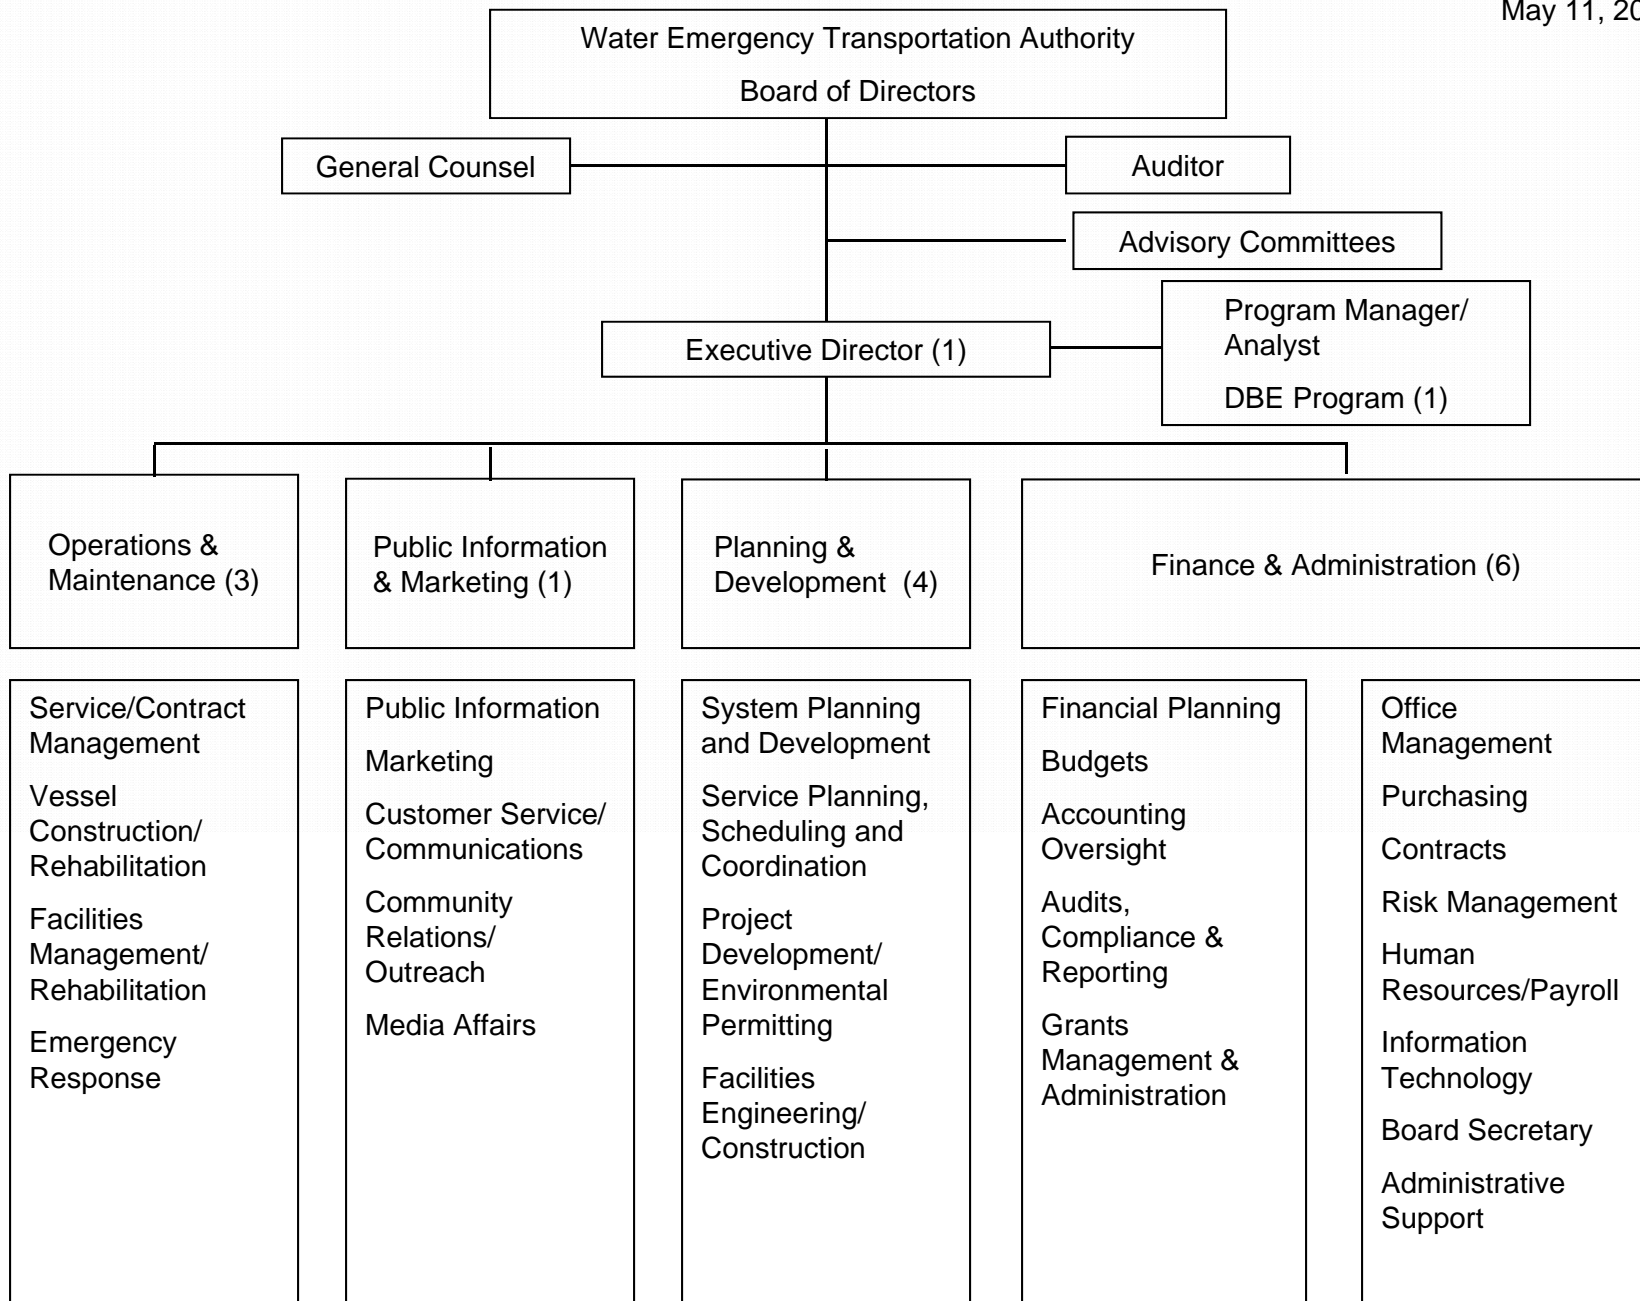 May 11, 20
Water Emergency Transportation Authority
Board of Directors
General Counsel
Auditor
Advisory Committees
Program Manager/
Analyst
DBE Program (1)
Executive Director (1)
Operations &
Maintenance (3)
Public Information
& Marketing (1)
Planning &
Development (4)
Finance & Administration (6)
Service/Contract
Management
Vessel
Construction/
Rehabilitation
Facilities
Management/
Rehabilitation
Emergency
Response
Public Information
Marketing
Customer Service/
Communications
Community
Relations/
Outreach
Media Affairs
System Planning
and Development
Service Planning,
Scheduling and
Coordination
Project
Development/
Environmental
Permitting
Facilities
Engineering/
Construction
Financial Planning
Budgets
Accounting
Oversight
Audits,
Compliance &
Reporting
Grants
Management &
Administration
Office
Management
Purchasing
Contracts
Risk Management
Human
Resources/Payroll
Information
Technology
Board Secretary
Administrative
Support